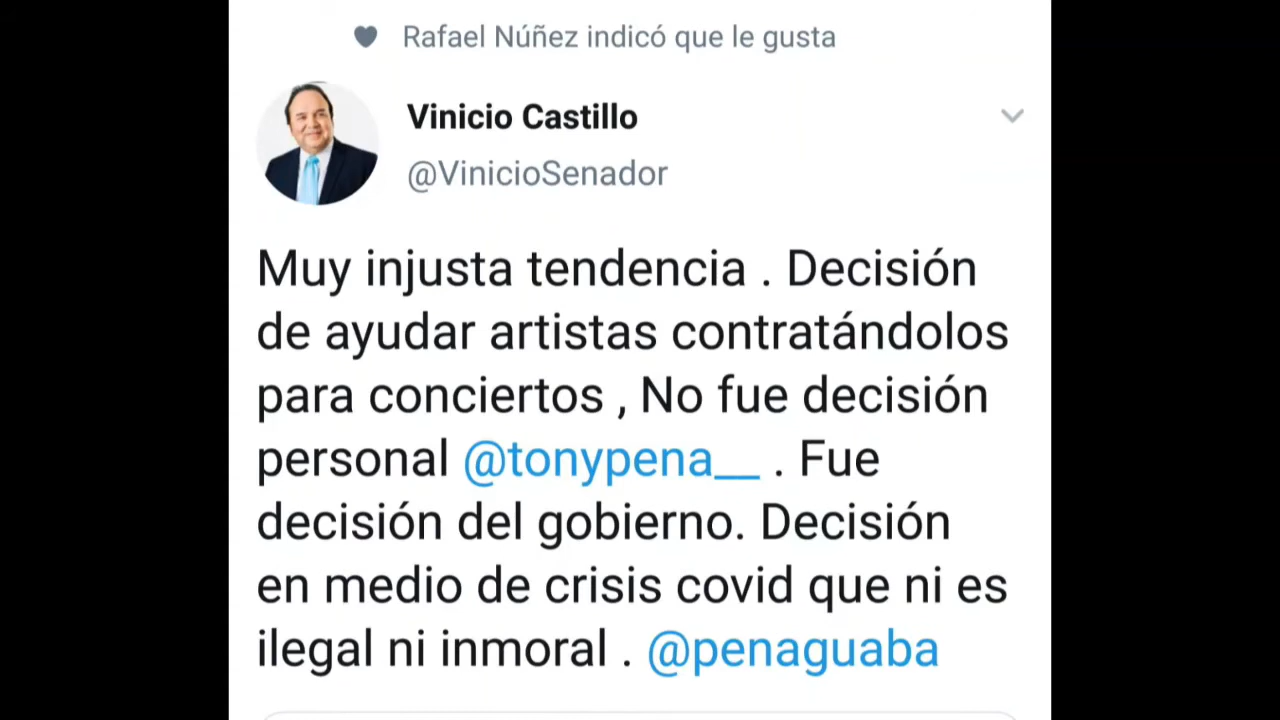 Rafael Núñez indicó que le gusta
Vinicio Castillo
@VinicioSenador
Muy injusta tendencia . Decisión
de ayudar artistas contratándolos
para conciertos , No fue decisión
personal @tonypena__ . Fue
decisión del gobierno. Decisión
en medio de crisis covid que ni es
ilegal ni inmoral . @penaguaba